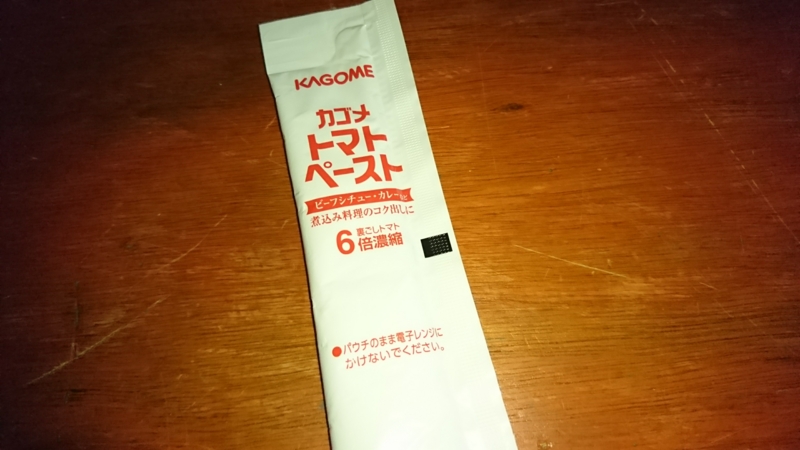 KAGOME
カゴメ
トマト
ペースト
ビーフシチュー・カレーなど
煮込み料理のコク出しに
裏ごしトマト
6倍濃縮
●パウチのまま電子レンジに
かけないでください。